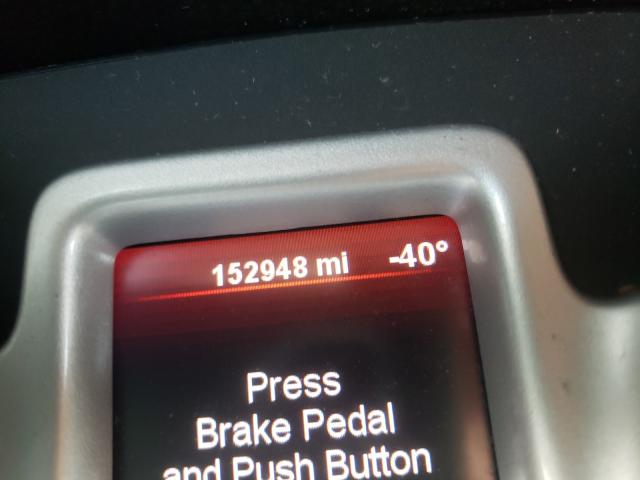 152948 mi -40°
Press
Brake Pedal
and Push Button